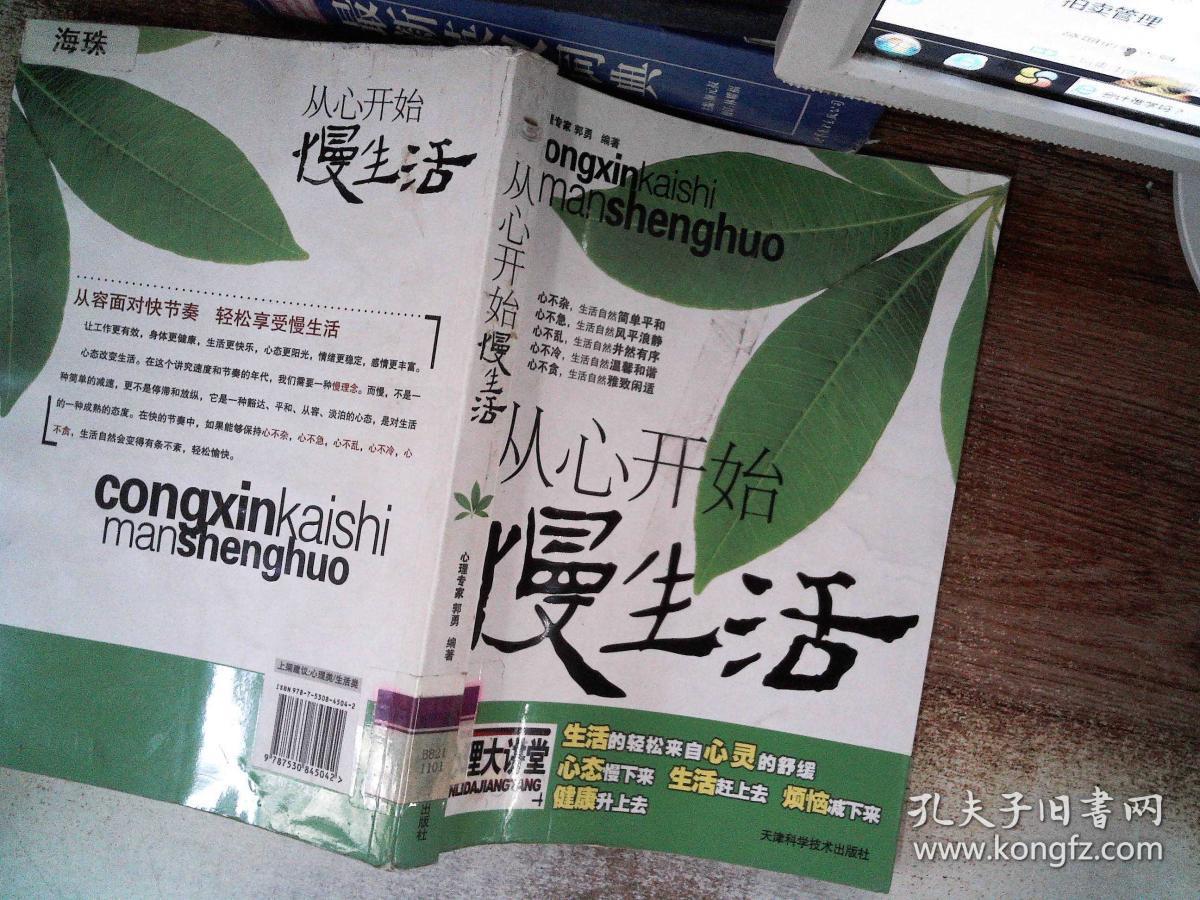 海珠
从心开始
慢生活
从容面对快节奏 轻松享受慢生活
让工作更有效，身体更健康，生活更快乐，心态更阳光，情绪更稳定，感情更丰富。
心态改变生活。在这个讲究速度和节奏的年代，我们需要一种慢理念。而慢，不是一
种简单的减速，更不是停滞和放纵，它是一种豁达、平和、从容、淡泊的心态，是对生活
的一种成熟的态度。在快的节奏中，如果能够保持心不杂，心不急，心不乱，心不冷，心
不贪，生活自然会变得有条不紊，轻松愉快。
congxinkaishi
manshenghuo
上架建议：心理类/生活类
ISBN 978-7-5308-4504-2
9 787530 845042
从心开始慢生活
心理专家 郭勇 编著
B821
1101
出版社
专家 郭勇 编著
ongxinkaishi
manshenghuo
心不杂，生活自然简单平和
心不急，生活自然风平浪静
心不乱，生活自然井然有序
心不冷，生活自然温馨和谐
心不贪，生活自然雅致闲适
从心开始
慢生活
理大讲堂
NLIDAJIANGTANG
生活的轻松来自心灵的舒缓
心态慢下来 生活赶上去 烦恼减下来
健康升上去
天津科学技术出版社
拍卖管理
孔夫子旧书网
www.kongfz.com